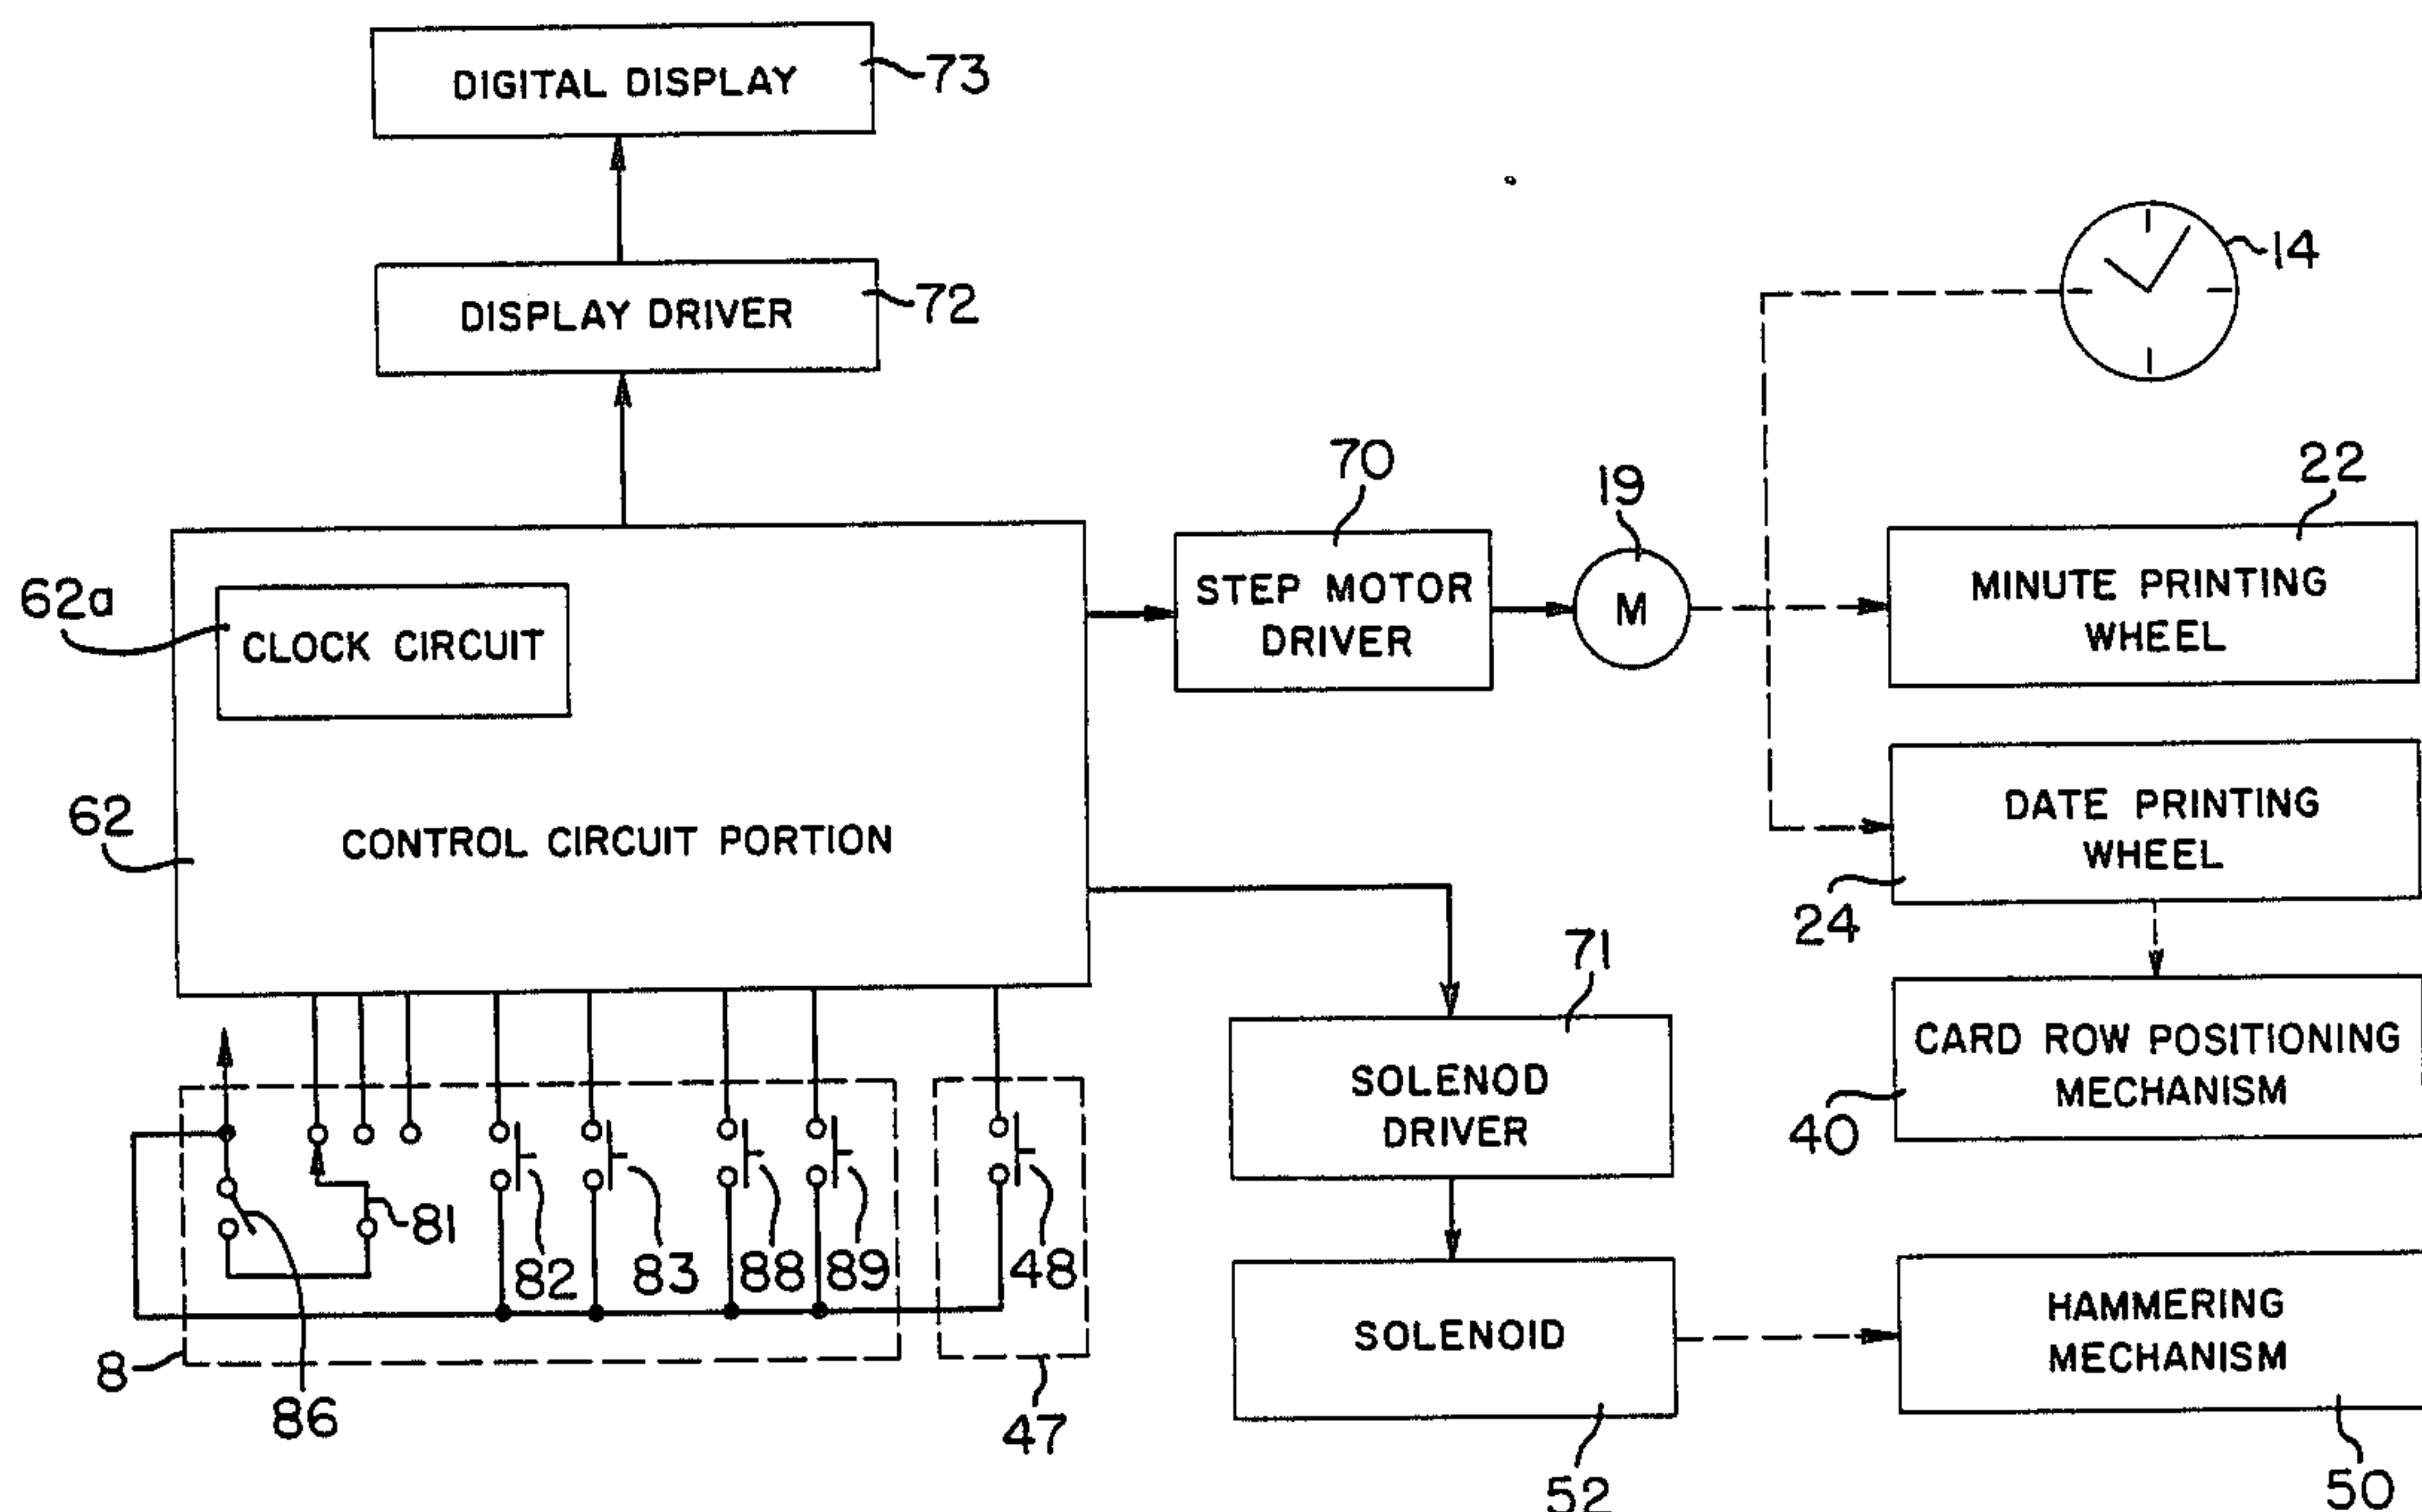 DIGITAL DISPLAY
73
DISPLAY DRIVER
72
14
70
19
22
62a
CLOCK CIRCUIT
STEP MOTOR
DRIVER
M
MINUTE PRINTING
WHEEL
62
CONTROL CIRCUIT PORTION
DATE PRINTING
WHEEL
24
71
SOLENOD
DRIVER
CARD ROW POSITIONING
MECHANISM
40
81
82
83
88
89
48
8
86
47
SOLENOID
52
HAMMERING
MECHANISM
50